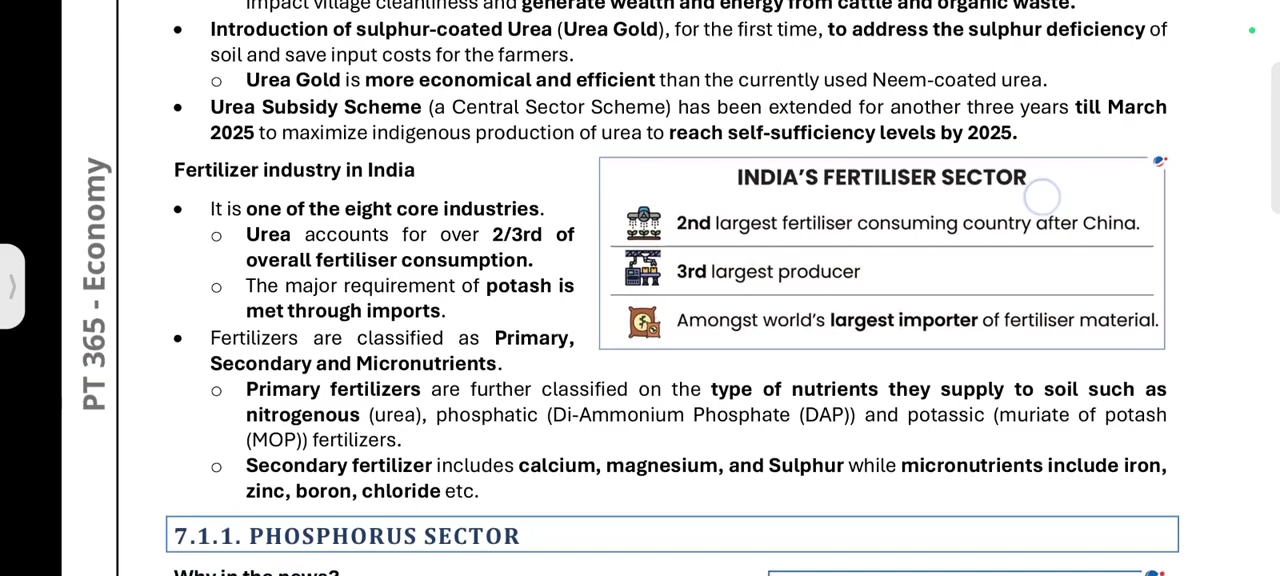 impact village cleanliness and generate wealth and energy from cattle and organic waste.
• Introduction of sulphur-coated Urea (Urea Gold), for the first time, to address the sulphur deficiency of
soil and save input costs for the farmers.
o Urea Gold is more economical and efficient than the currently used Neem-coated urea.
• Urea Subsidy Scheme (a Central Sector Scheme) has been extended for another three years till March
2025 to maximize indigenous production of urea to reach self-sufficiency levels by 2025.
PT 365 - Economy
Fertilizer industry in India
• It is one of the eight core industries.
o Urea accounts for over 2/3rd of
overall fertiliser consumption.
o The major requirement of potash is
met through imports.
• Fertilizers are classified as Primary,
Secondary and Micronutrients.
INDIA'S FERTILISER SECTOR
2nd largest fertiliser consuming country after China.
3rd largest producer
Amongst world's largest importer of fertiliser material.
o Primary fertilizers are further classified on the type of nutrients they supply to soil such as
nitrogenous (urea), phosphatic (Di-Ammonium Phosphate (DAP)) and potassic (muriate of potash
(MOP)) fertilizers.
o Secondary fertilizer includes calcium, magnesium, and Sulphur while micronutrients include iron,
zinc, boron, chloride etc.
7.1.1. PHOSPHORUS SECTOR
Why in the news?